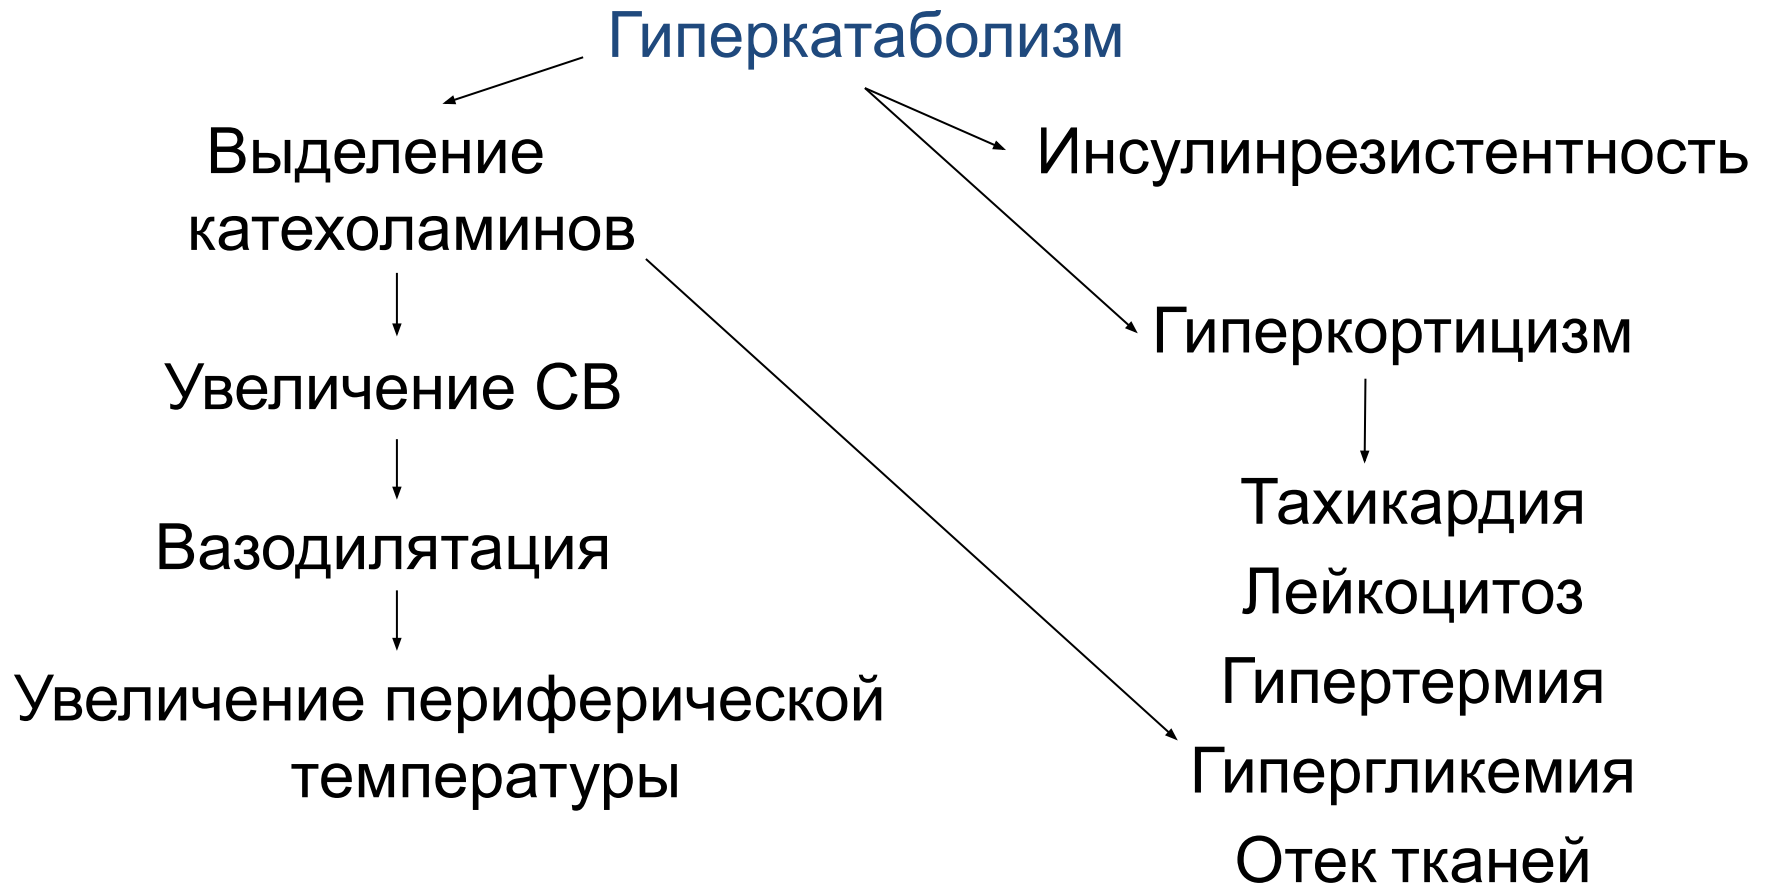 Гиперкатаболизм
Выделение
катехоламинов
Инсулинрезистентность
Гиперкортицизм
Увеличение СВ
Вазодилятация
Увеличение периферической
температуры
Тахикардия
Лейкоцитоз
Гипертермия
Гипергликемия
Отек тканей